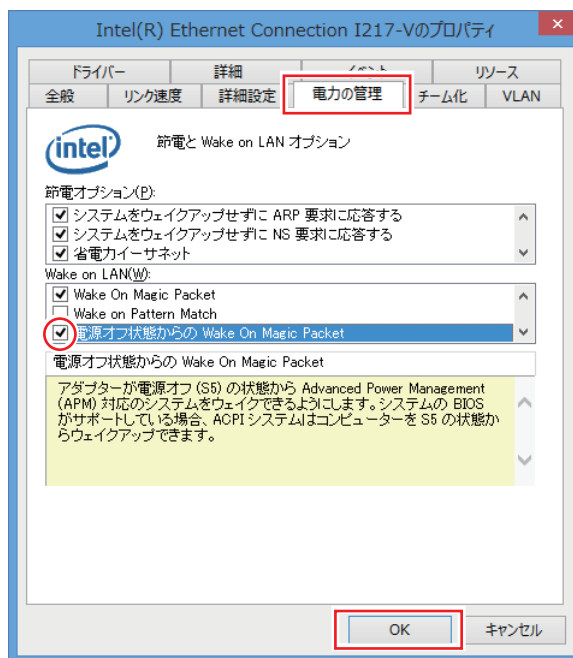 Intel(R) Ethernet Connection I217-Vのプロパティ
ドライバー 詳細 イベント リソース
全般 リンク速度 詳細設定 電力の管理 チーム化 VLAN
intel 節電と Wake on LAN オプション
節電オプション(P):
システムをウェイクアップせずに ARP 要求に応答する
システムをウェイクアップせずに NS 要求に応答する
省電力イーサネット
Wake on LAN(W):
Wake On Magic Packet
Wake on Pattern Match
電源オフ状態からの Wake On Magic Packet
電源オフ状態からの Wake On Magic Packet
アダプターが電源オフ (S5) の状態から Advanced Power Management
(APM) 対応のシステムをウェイクできるようにします。システムの BIOS
がサポートしている場合、ACPI システムはコンピューターを S5 の状態か
らウェイクアップできます。
OK キャンセル